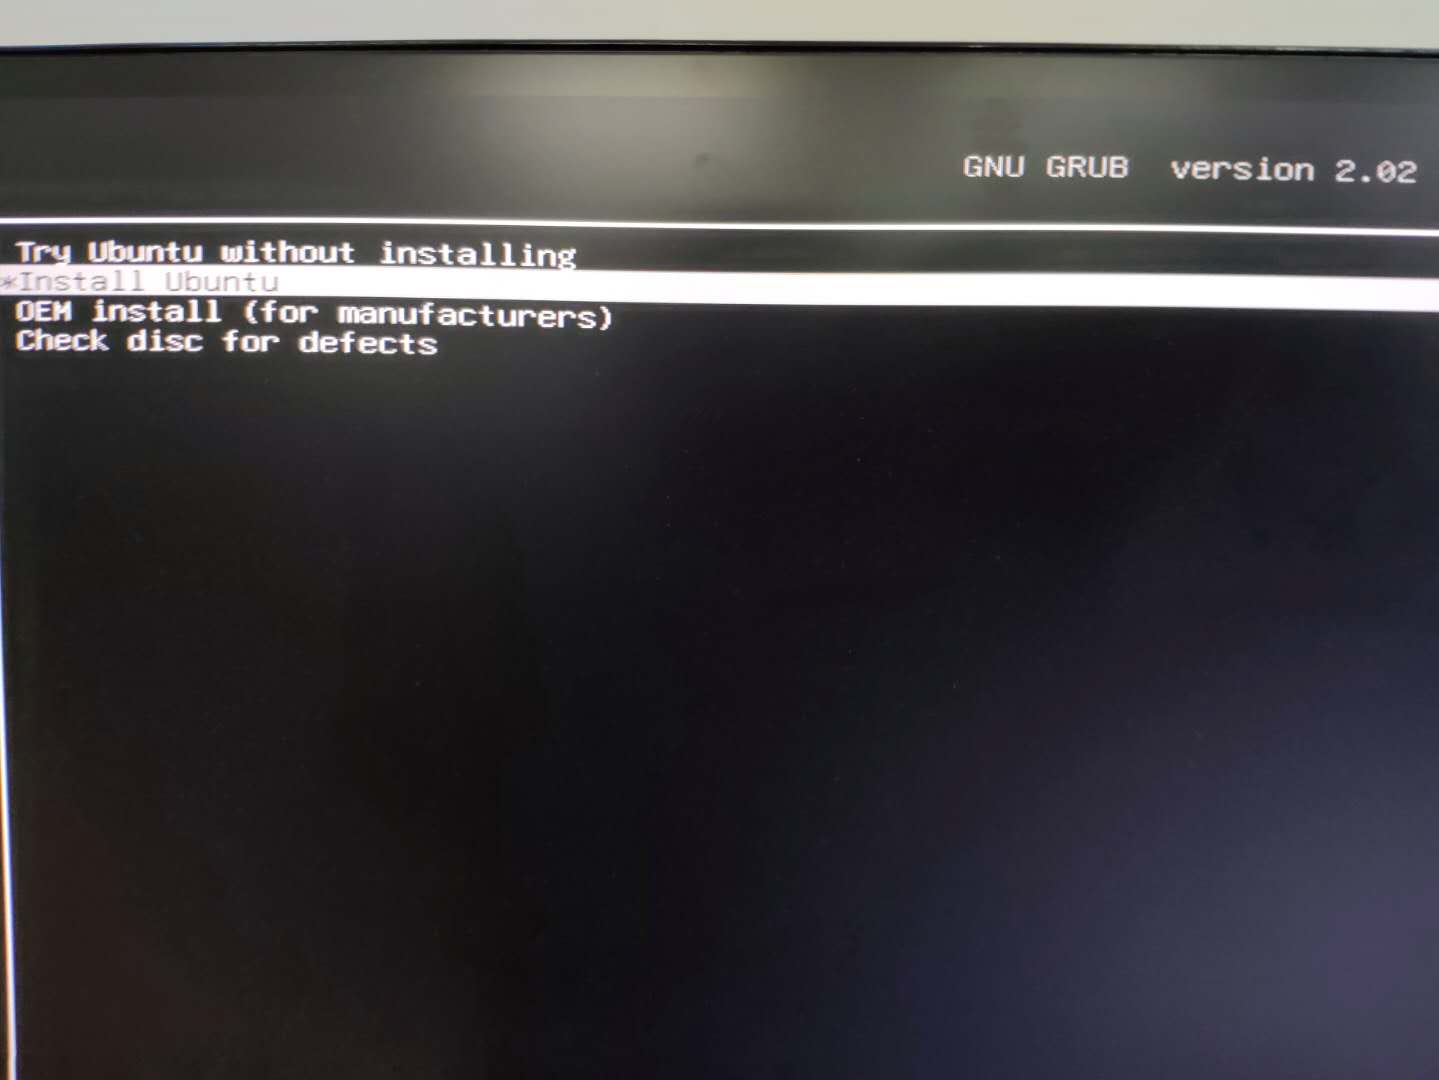 GNU GRUB version 2.02
Try Ubuntu without installing
*Install Ubuntu
OEM install (for manufacturers)
Check disc for defects